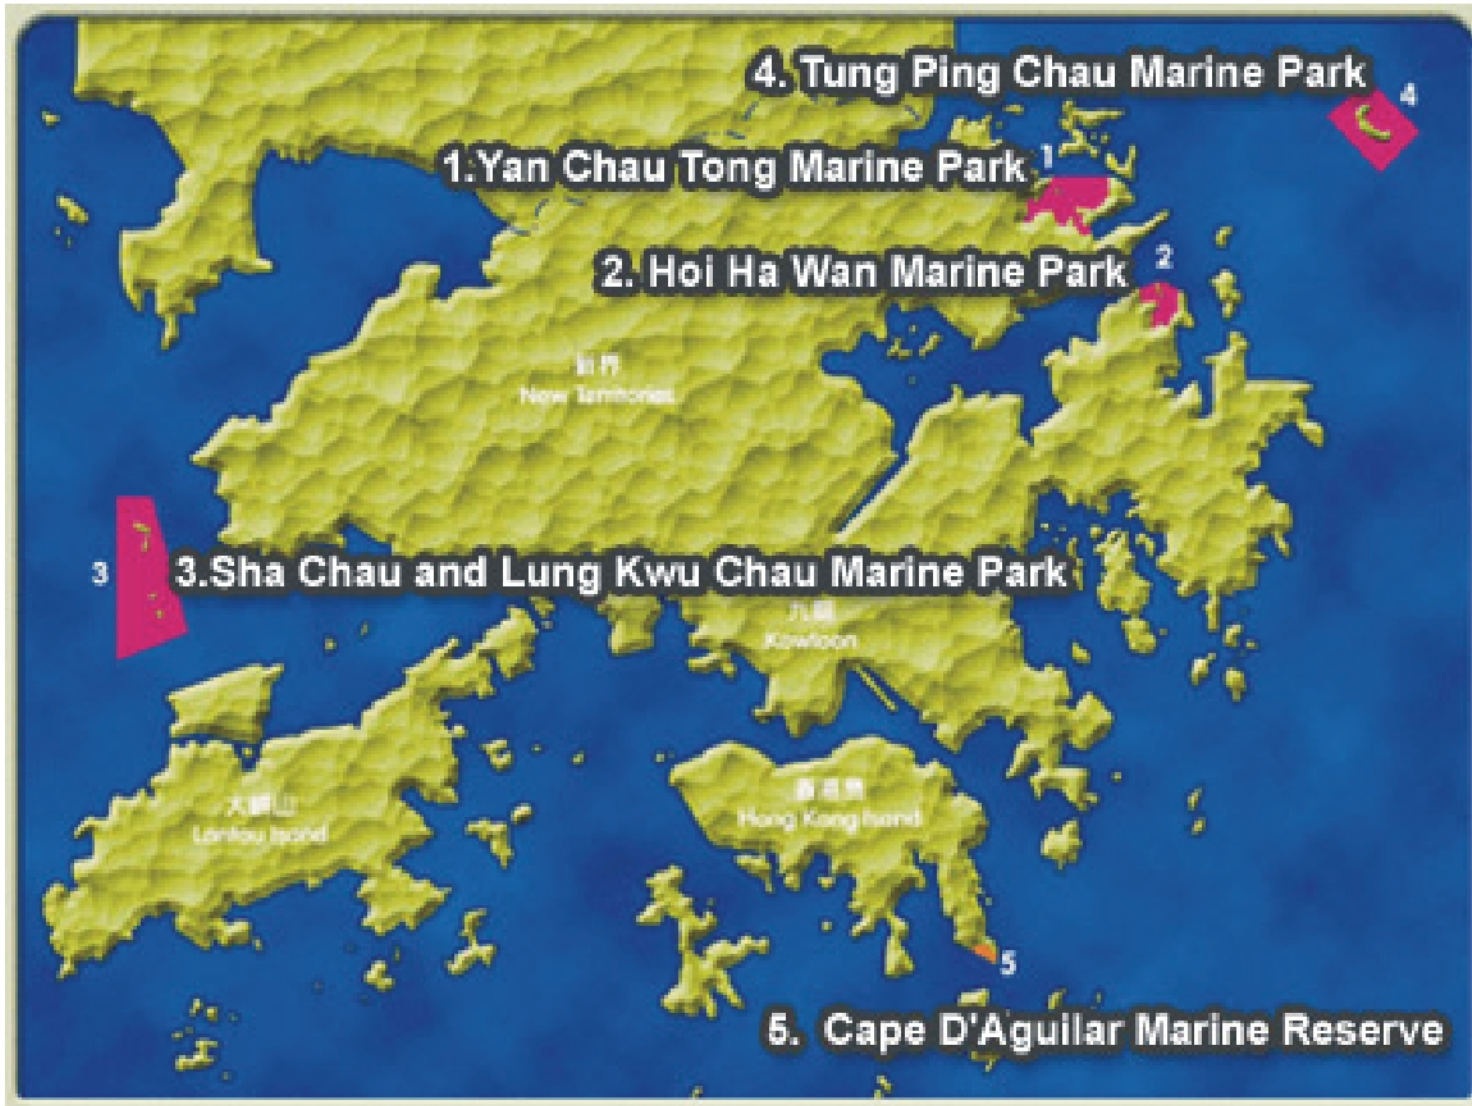 4. Tung Ping Chau Marine Park
4
1.Yan Chau Tong Marine Park
1
2. Hoi Ha Wan Marine Park
2
新界
New Territories
3
3.Sha Chau and Lung Kwu Chau Marine Park
九龍
Kowloon
香港島
Hong Kong Island
大嶼山
Lantau Island
5
5. Cape D'Aguilar Marine Reserve